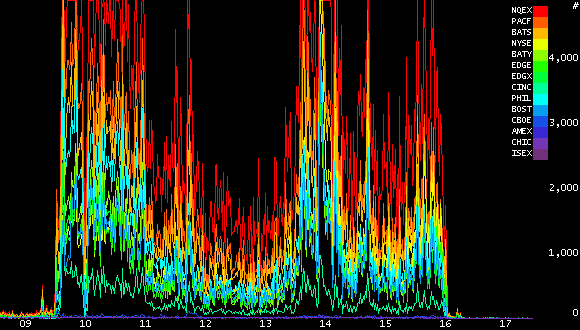 #
NQEX
PACF
BATS
NYSE
BATY
4,000
EDGE
EDGX
CINC
PHIL
BOST
3,000
CBOE
AMEX
CHIC
ISEX
2,000
1,000
0
09 10 11 12 13 14 15 16 17